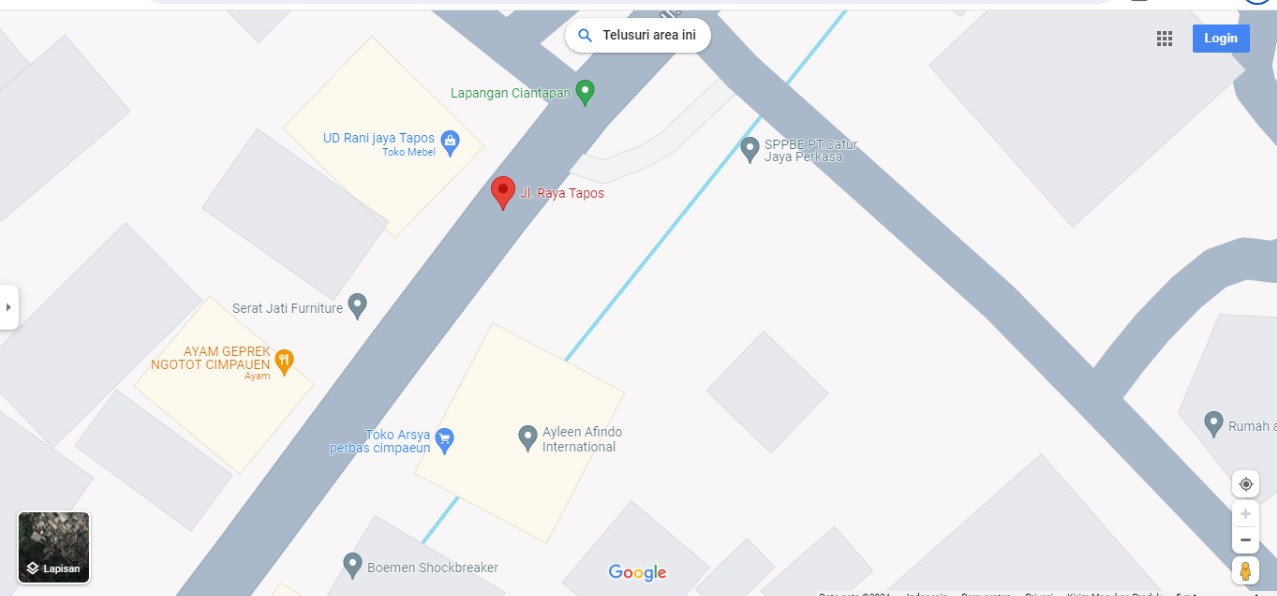 Telusuri area ini
Login
Lapangan Ciantapan
UD Rani jaya Tapos
Toko Mebel
SPPBE PT.Catur
Jaya Perkasa
Jl. Raya Tapos
Serat Jati Furniture
AYAM GEPREK
NGOTOT CIMPAUEN
Ayam
Toko Arsya
perbas cimpaeun
Ayleen Afindo
International
Rumah a
Boemen Shockbreaker
Lapisan
Google